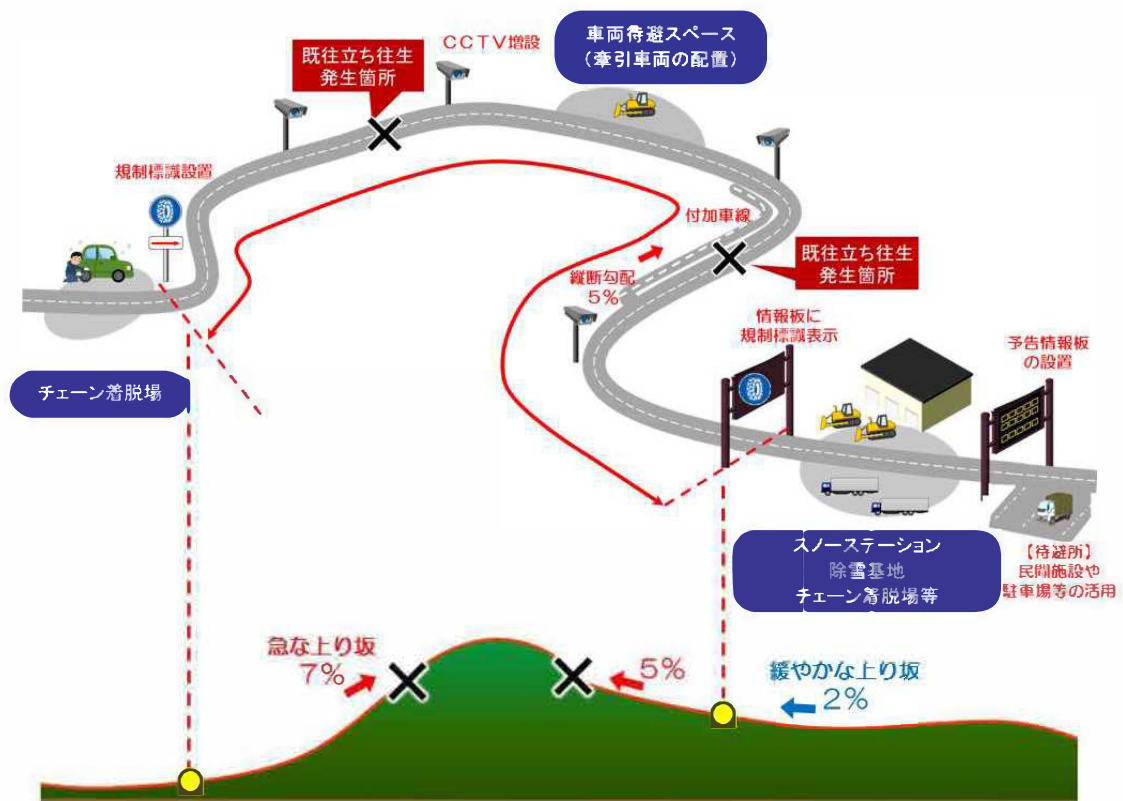 CCTV増設
車両待避スペース
（牽引車両の配置）
既往立ち往生
発生箇所
規制標識設置
付加車線
既往立ち往生
発生箇所
縦断勾配
5%
情報板に
規制標識表示
予告情報板
の設置
チェーン着脱場
スノーステーション
除雪基地
チェーン着脱場等
【待避所】
民間施設や
駐車場等の活用
急な上り坂
7%
5%
緩やかな上り坂
2%